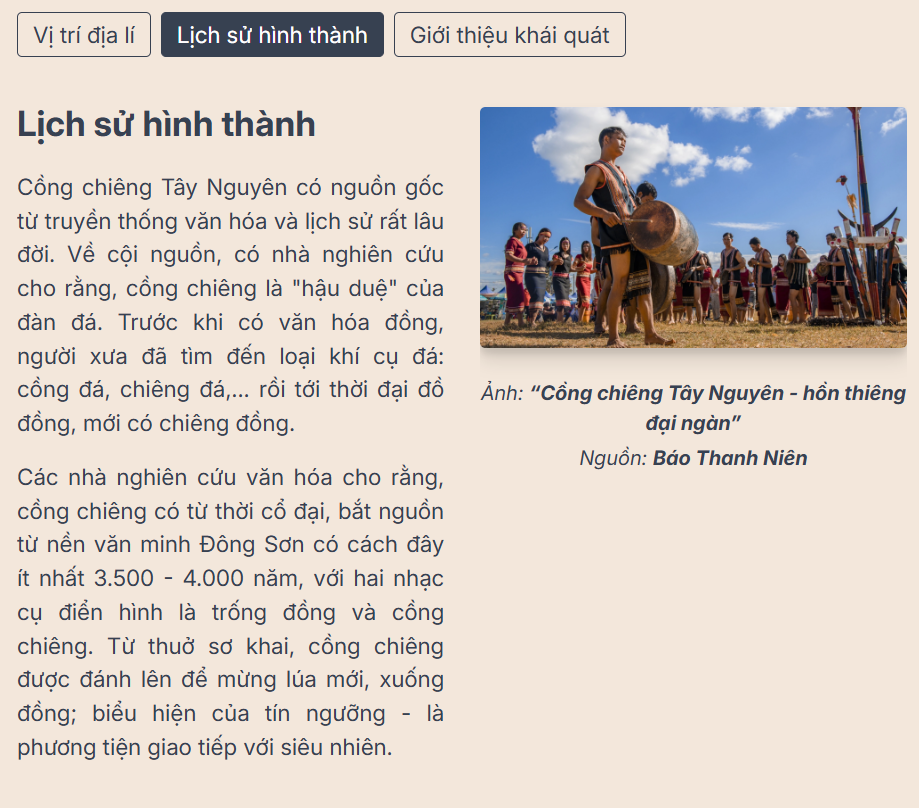 Vị trí địa lí
Lịch sử hình thành
Giới thiệu khái quát
Lịch sử hình thành
Cồng chiêng Tây Nguyên có nguồn gốc
từ truyền thống văn hóa và lịch sử rất lâu
đời. Về cội nguồn, có nhà nghiên cứu
cho rằng, cồng chiêng là "hậu duệ" của
đàn đá. Trước khi có văn hóa đồng,
người xưa đã tìm đến loại khí cụ đá:
cồng đá, chiêng đá,... rồi tới thời đại đồ
đồng, mới có chiêng đồng.
Các nhà nghiên cứu văn hóa cho rằng,
cồng chiêng có từ thời cổ đại, bắt nguồn
từ nền văn minh Đông Sơn có cách đây
ít nhất 3.500 - 4.000 năm, với hai nhạc
cụ điển hình là trống đồng và cồng
chiêng. Từ thuở sơ khai, cồng chiêng
được đánh lên để mừng lúa mới, xuống
đồng; biểu hiện của tín ngưỡng - là
phương tiện giao tiếp với siêu nhiên.
Ảnh: “Cồng chiêng Tây Nguyên - hồn thiêng
đại ngàn”
Nguồn: Báo Thanh Niên